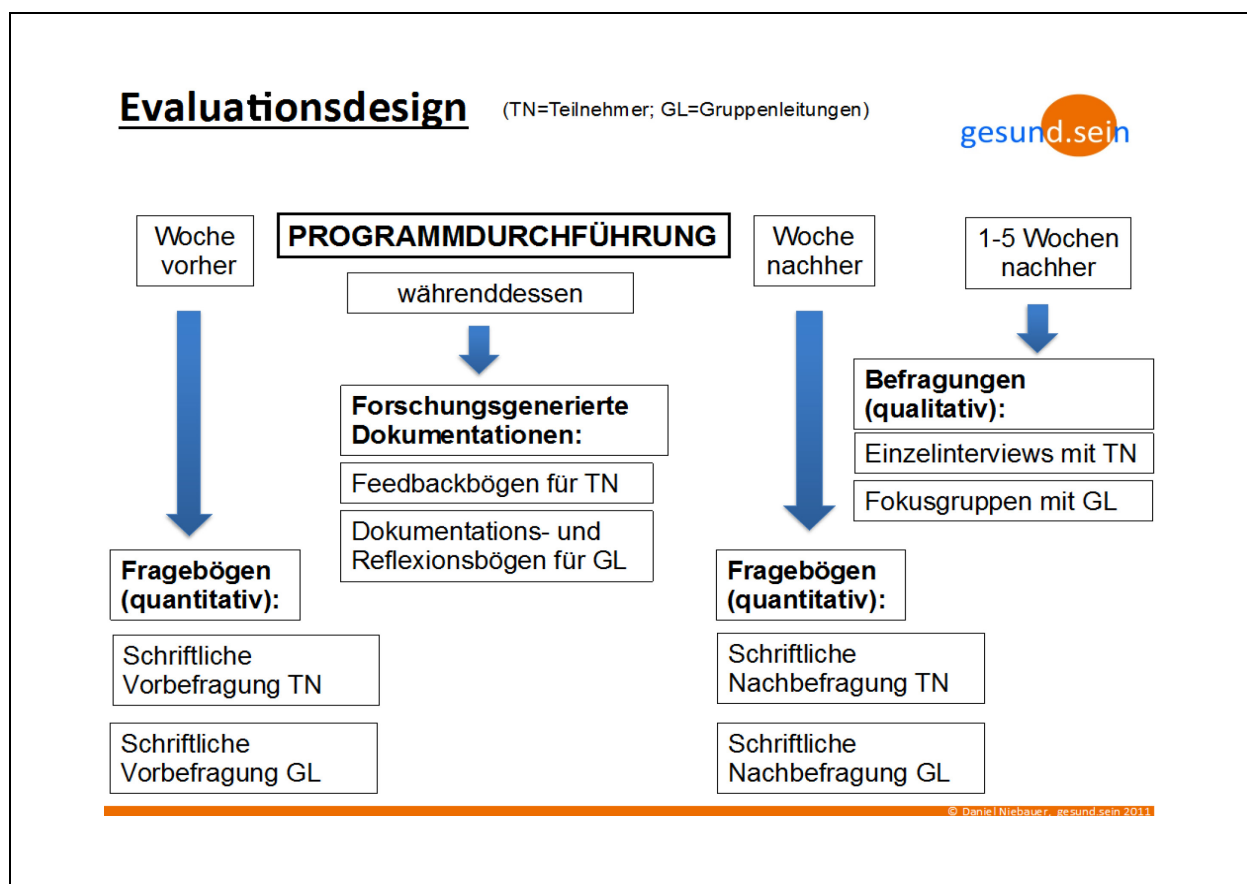 Evaluationsdesign (TN=Teilnehmer; GL=Gruppenleitungen)
gesund.sein
Woche
vorher
PROGRAMMDURCHFÜHRUNG
währenddessen
Woche
nachher
1-5 Wochen
nachher
Forschungsgenerierte
Dokumentationen:
Feedbackbögen für TN
Dokumentations- und
Reflexionsbögen für GL
Befragungen
(qualitativ):
Einzelinterviews mit TN
Fokusgruppen mit GL
Fragebögen
(quantitativ):
Schriftliche
Vorbefragung TN
Schriftliche
Vorbefragung GL
Fragebögen
(quantitativ):
Schriftliche
Nachbefragung TN
Schriftliche
Nachbefragung GL
© Daniel Niebauer, gesund.sein 2011